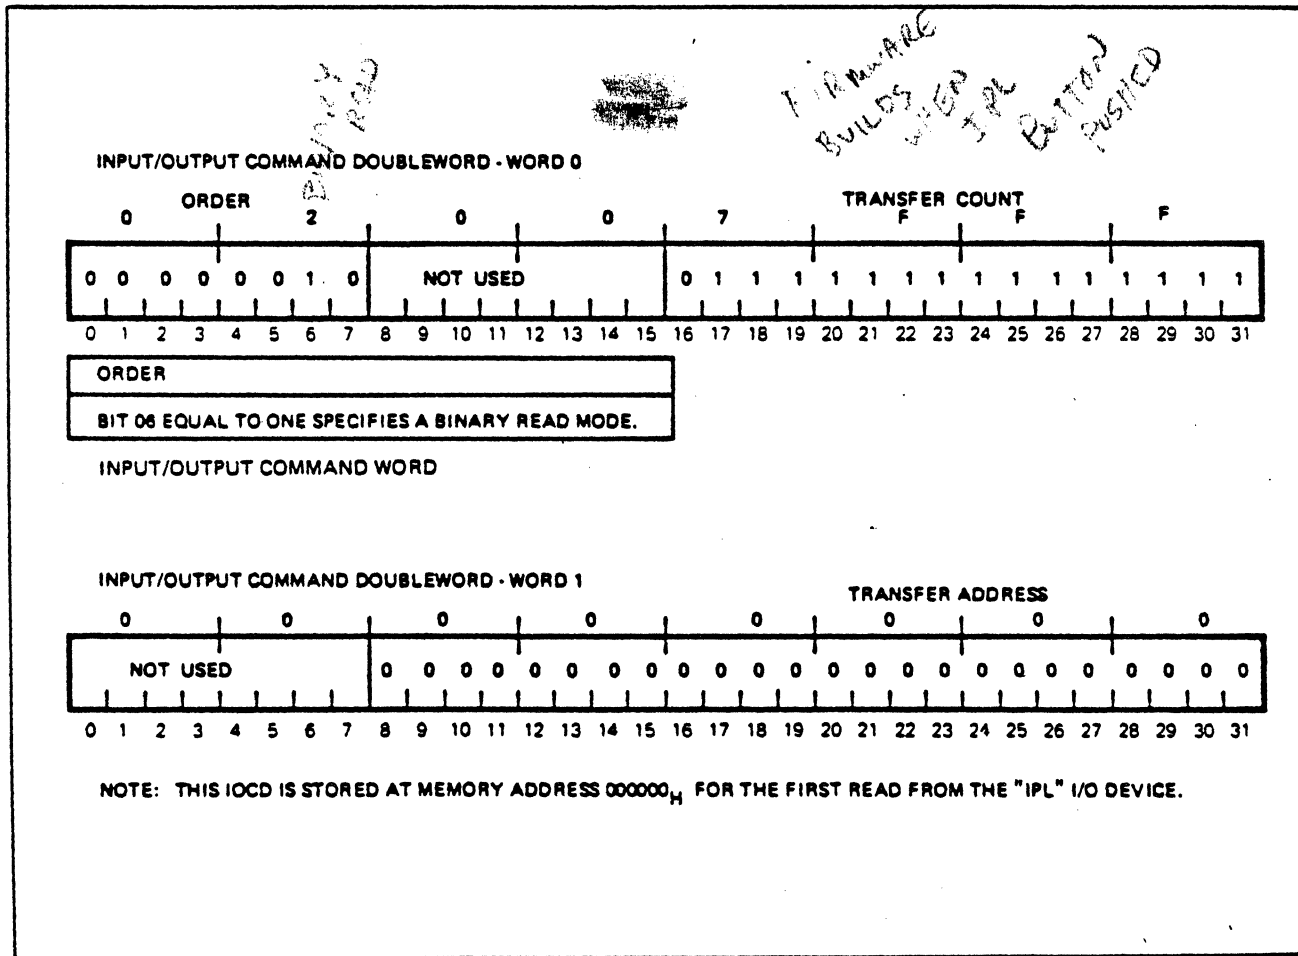 BINARY READ
FIRMWARE
BUILDS WHEN IPL BUTTON PUSHED
INPUT/OUTPUT COMMAND DOUBLEWORD - WORD 0
ORDER TRANSFER COUNT
0 2 0 0 7 F F F
0 0 0 0 0 0 1 0 NOT USED 0 1 1 1 1 1 1 1 1 1 1 1 1 1 1 1
0 1 2 3 4 5 6 7 8 9 10 11 12 13 14 15 16 17 18 19 20 21 22 23 24 25 26 27 28 29 30 31
ORDER
BIT 06 EQUAL TO ONE SPECIFIES A BINARY READ MODE.
INPUT/OUTPUT COMMAND WORD
INPUT/OUTPUT COMMAND DOUBLEWORD - WORD 1
TRANSFER ADDRESS
0 0 0 0 0 0 0 0
NOT USED 0 0 0 0 0 0 0 0 0 0 0 0 0 0 0 0 0 0 0 0 0 0 0 0
0 1 2 3 4 5 6 7 8 9 10 11 12 13 14 15 16 17 18 19 20 21 22 23 24 25 26 27 28 29 30 31
NOTE: THIS IOCD IS STORED AT MEMORY ADDRESS 000000H FOR THE FIRST READ FROM THE "IPL" I/O DEVICE.